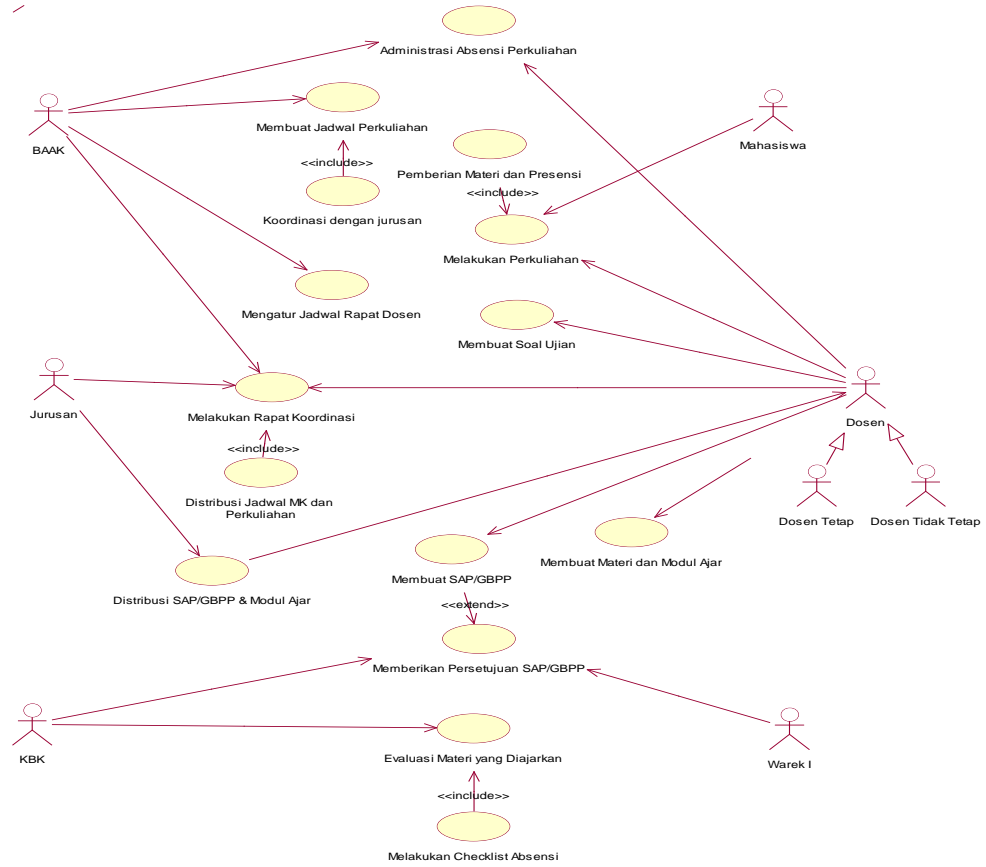 Administrasi Absensi Perkuliahan
BAAK
Membuat Jadwal Perkuliahan
Mahasiswa
<<include>>
Pemberian Materi dan Presensi
<<include>>
Koordinasi dengan jurusan
Melakukan Perkuliahan
Mengatur Jadwal Rapat Dosen
Membuat Soal Ujian
Jurusan
Melakukan Rapat Koordinasi
Dosen
<<include>>
Distribusi Jadwal MK dan
Perkuliahan
Dosen Tetap
Dosen Tidak Tetap
Membuat Materi dan Modul Ajar
Membuat SAP/GBPP
Distribusi SAP/GBPP & Modul Ajar
<<extend>>
Memberikan Persetujuan SAP/GBPP
KBK
Evaluasi Materi yang Diajarkan
Warek I
<<include>>
Melakukan Checklist Absensi